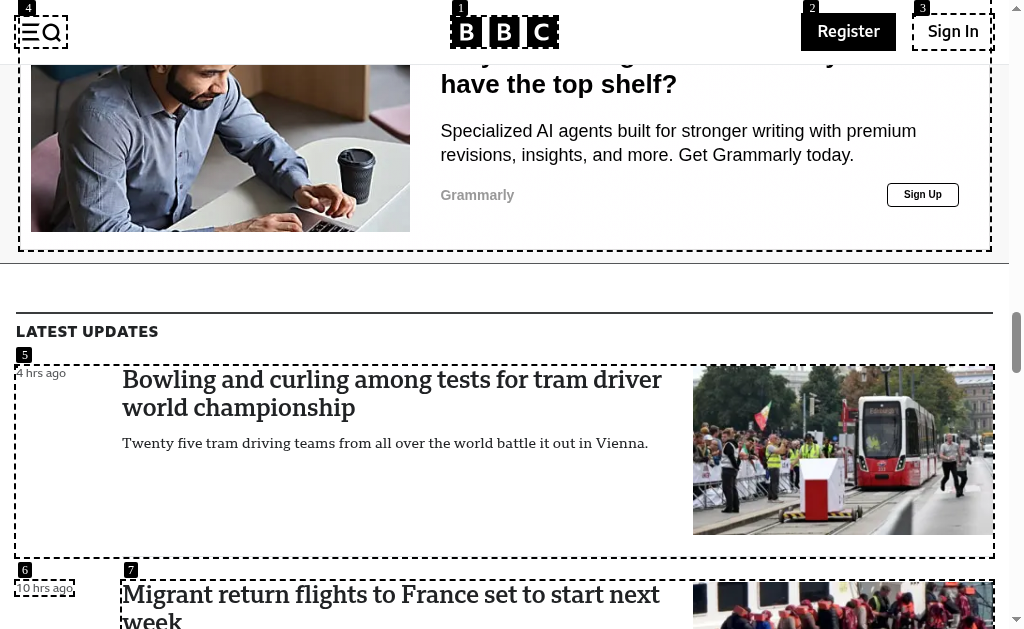 4
1
2
3
BBC
Register
Sign In
have the top shelf?
Specialized AI agents built for stronger writing with premium
revisions, insights, and more. Get Grammarly today.
Grammarly
Sign Up
LATEST UPDATES
5
4 hrs ago
Bowling and curling among tests for tram driver
world championship
Twenty five tram driving teams from all over the world battle it out in Vienna.
6
7
10 hrs ago
Migrant return flights to France set to start next
week